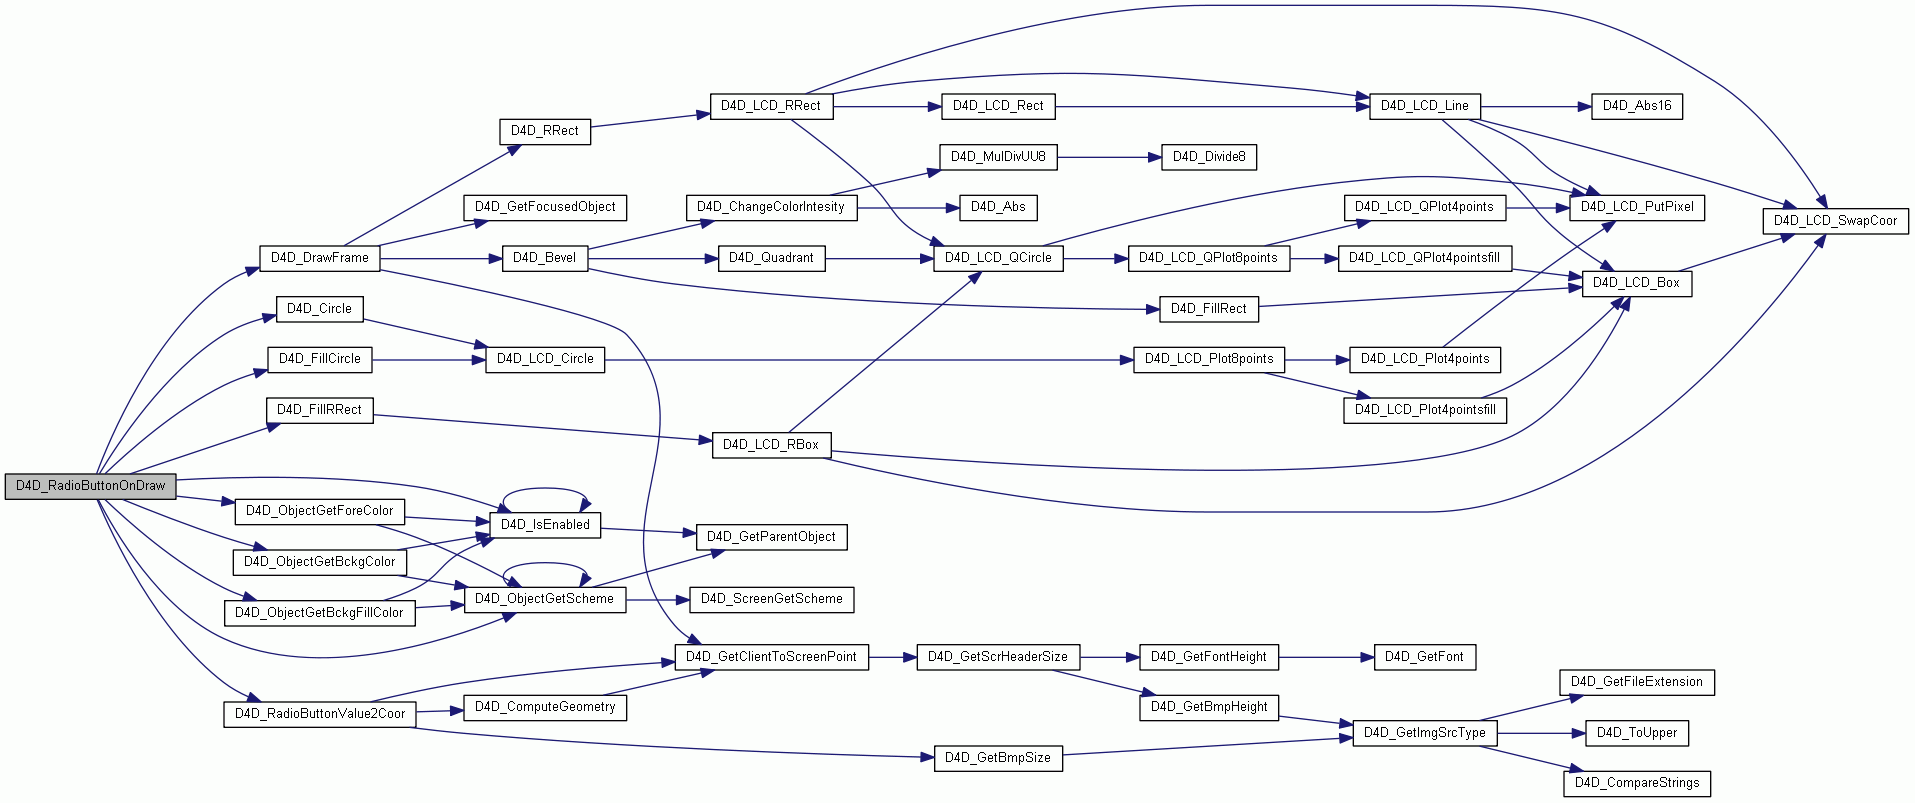 D4D_LCD_RRect
D4D_LCD_Rect
D4D_LCD_Line
D4D_Abs16
D4D_RRect
D4D_MulDivUU8
D4D_Divide8
D4D_GetFocusedObject
D4D_ChangeColorIntesity
D4D_Abs
D4D_LCD_QPlot4points
D4D_LCD_PutPixel
D4D_LCD_SwapCoor
D4D_DrawFrame
D4D_Bevel
D4D_Quadrant
D4D_LCD_QCircle
D4D_LCD_QPlot8points
D4D_LCD_QPlot4pointsfill
D4D_LCD_Box
D4D_Circle
D4D_FillRect
D4D_FillCircle
D4D_LCD_Circle
D4D_LCD_Plot8points
D4D_LCD_Plot4points
D4D_FillRRect
D4D_LCD_Plot4pointsfill
D4D_LCD_RBox
D4D_RadioButtonOnDraw
D4D_ObjectGetForeColor
D4D_IsEnabled
D4D_GetParentObject
D4D_ObjectGetBckgColor
D4D_ObjectGetScheme
D4D_ScreenGetScheme
D4D_ObjectGetBckgFillColor
D4D_GetClientToScreenPoint
D4D_GetScrHeaderSize
D4D_GetFontHeight
D4D_GetFont
D4D_GetFileExtension
D4D_RadioButtonValue2Coor
D4D_ComputeGeometry
D4D_GetBmpHeight
D4D_GetImgSrcType
D4D_ToUpper
D4D_GetBmpSize
D4D_CompareStrings